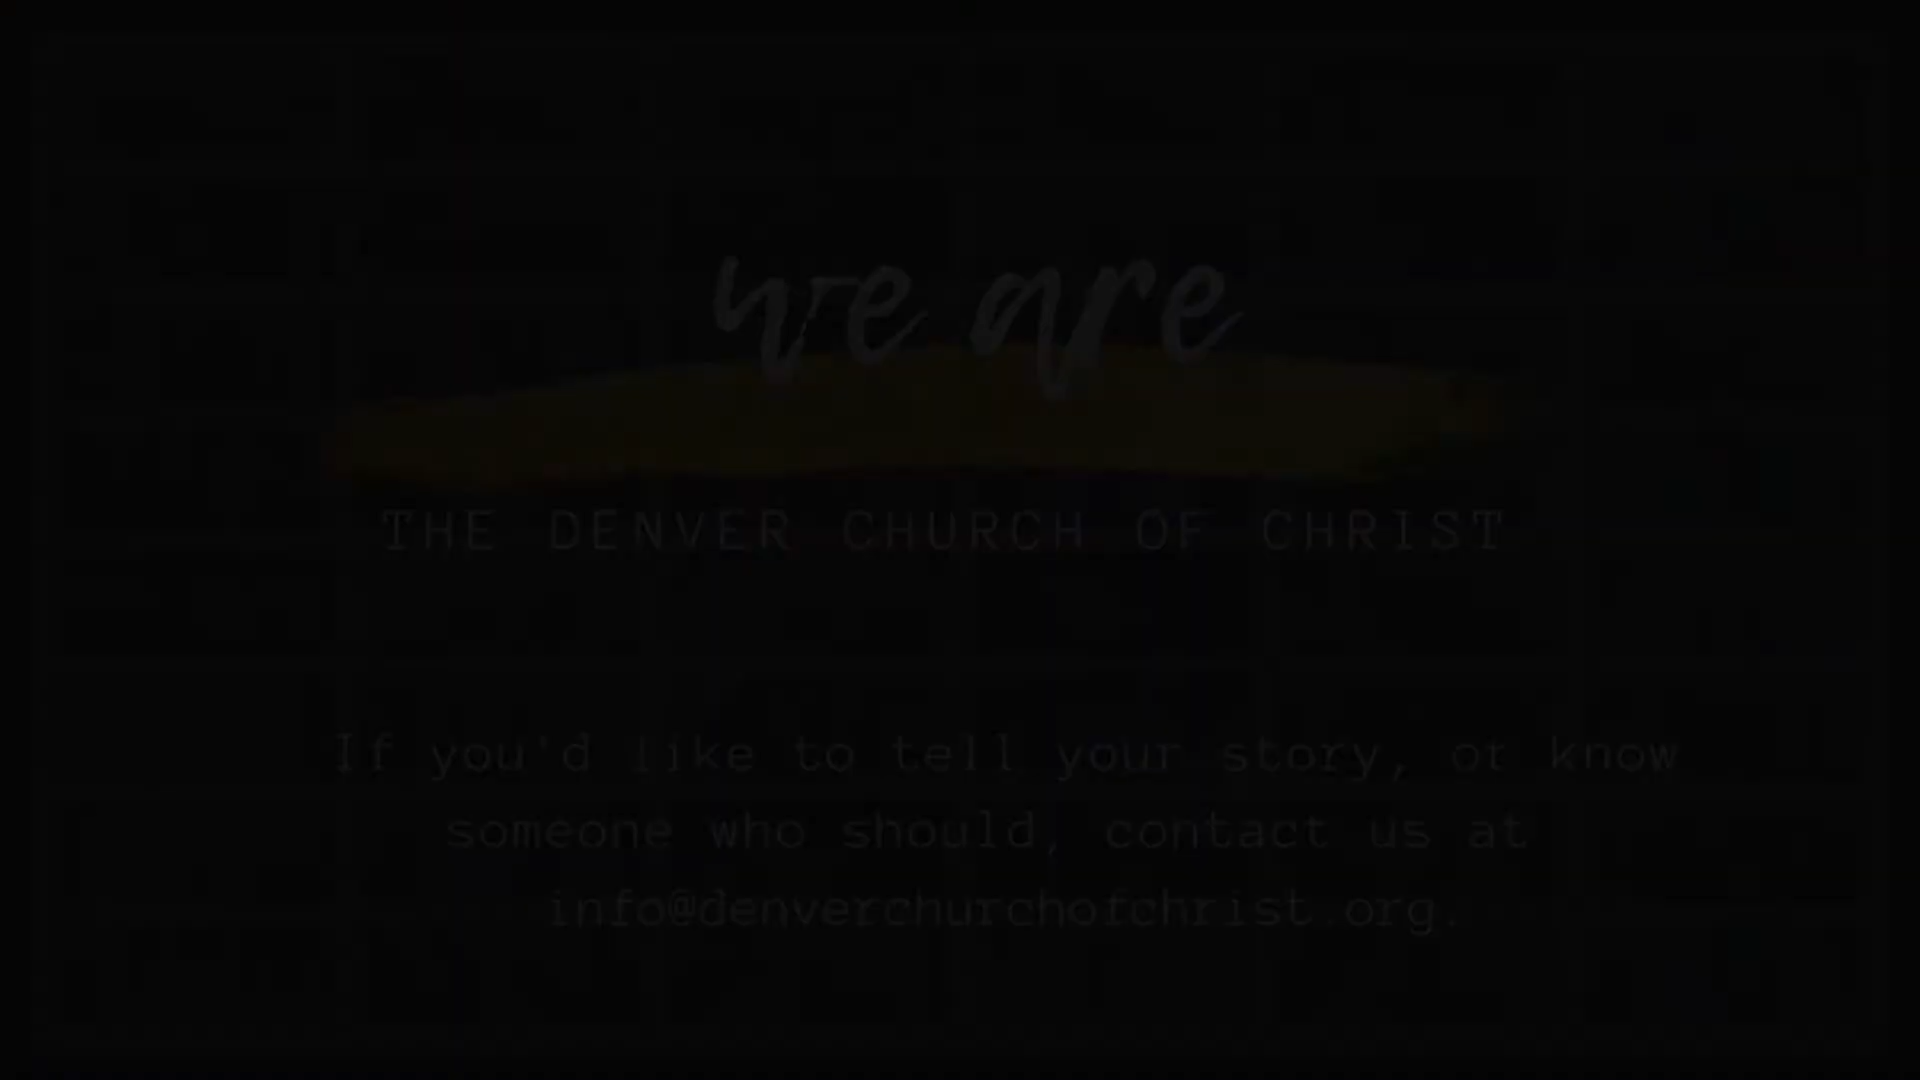 we are
THE DENVER CHURCH OF CHRIST
If you'd like to tell your story, or know
someone who should, contact us at
info@denverchurchofchrist.org.